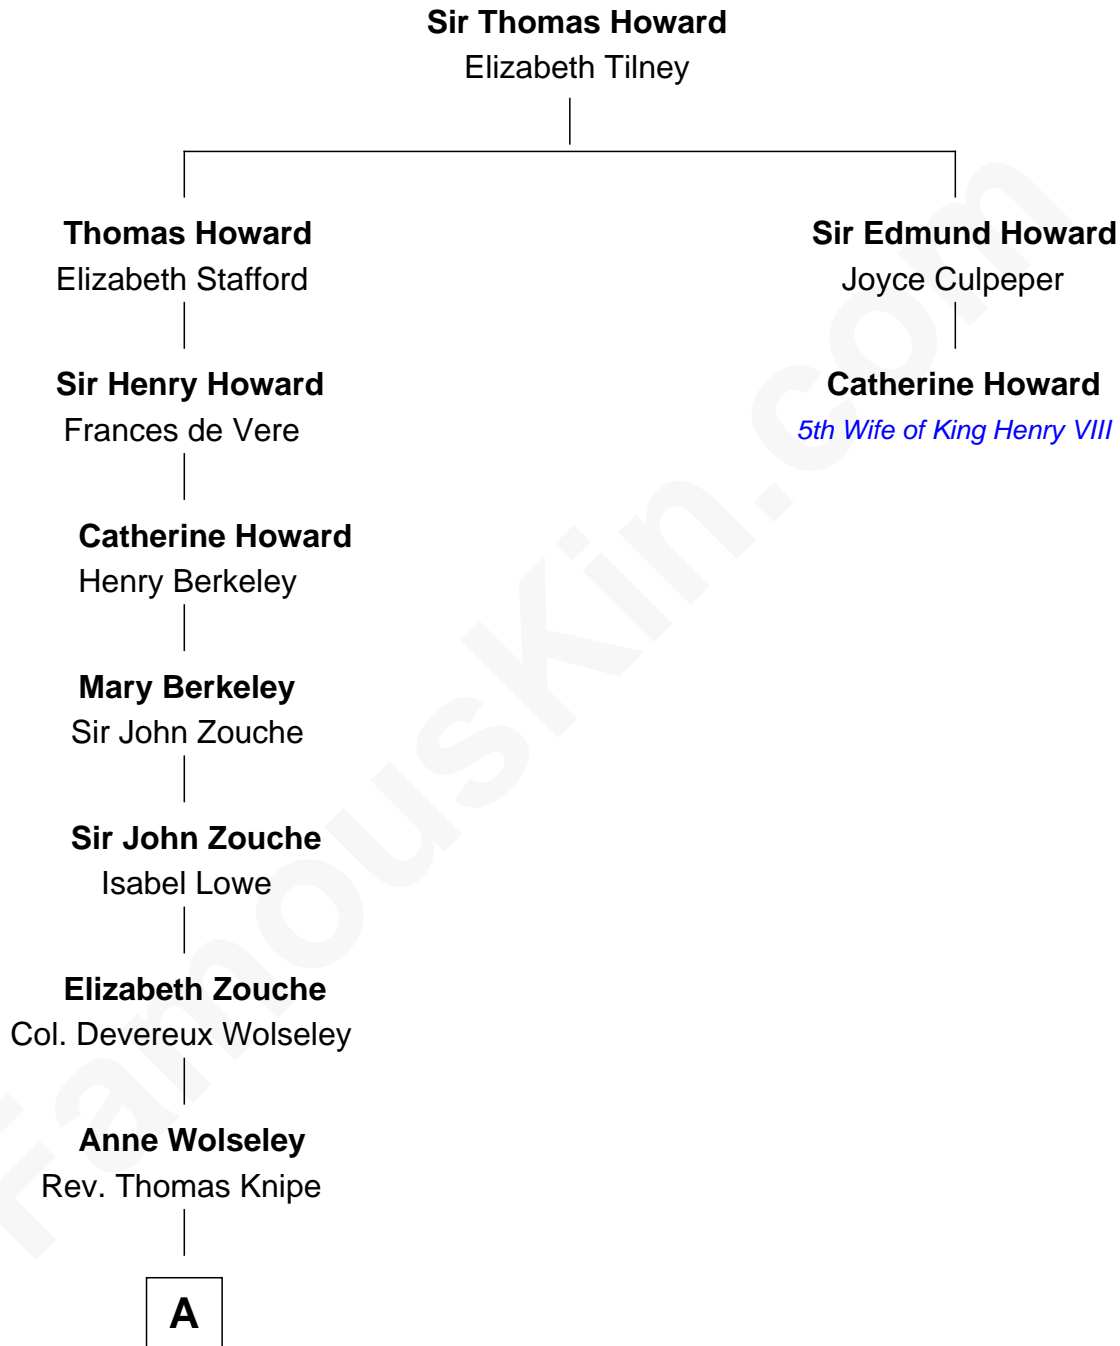 Sir Thomas Howard
Elizabeth Tilney
Thomas Howard
Elizabeth Stafford
Sir Edmund Howard
Joyce Culpeper
Sir Henry Howard
Frances de Vere
Catherine Howard
5th Wife of King Henry VIII
Catherine Howard
Henry Berkeley
Mary Berkeley
Sir John Zouche
Sir John Zouche
Isabel Lowe
Elizabeth Zouche
Col. Devereux Wolseley
Anne Wolseley
Rev. Thomas Knipe
A
FamousKin.com